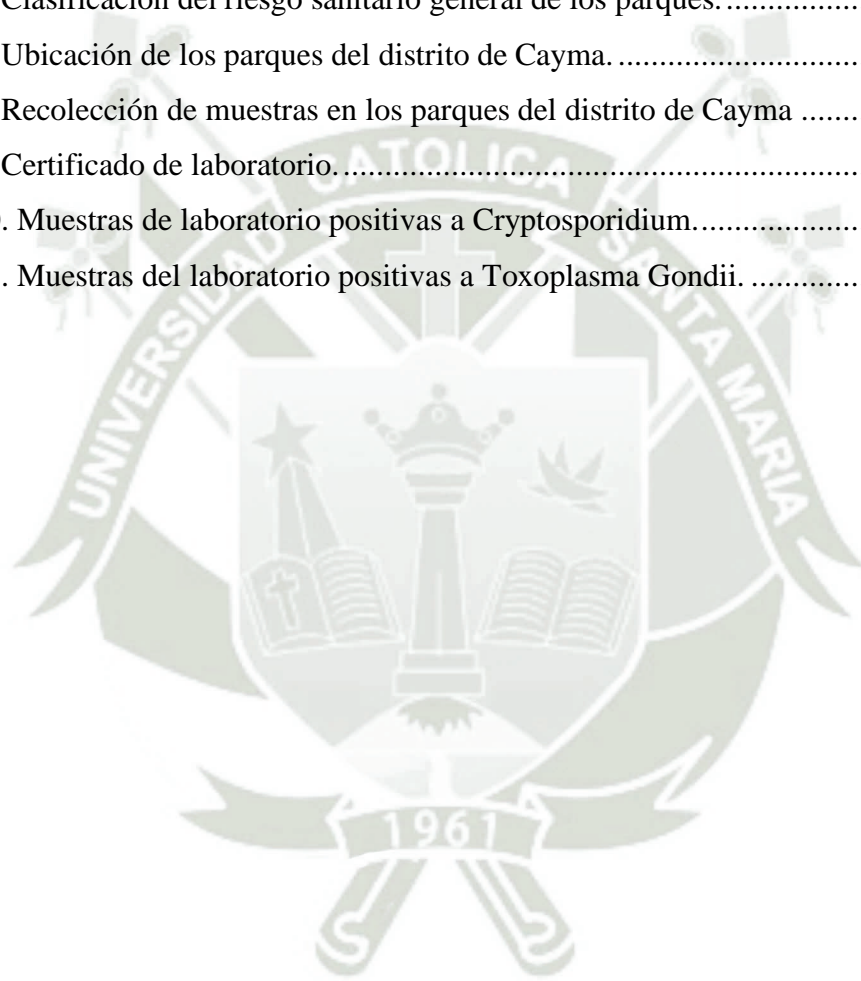 Clasificación del riesgo sanitario general de los parques. ................
Ubicación de los parques del distrito de Cayma. .............................
Recolección de muestras en los parques del distrito de Cayma .......
Certificado de laboratorio. ..............................................................
. Muestras de laboratorio positivas a Cryptosporidium. ...................
. Muestras del laboratorio positivas a Toxoplasma Gondii. .............
UNIVERSIDAD CATOLICA SANTA MARIA
1961